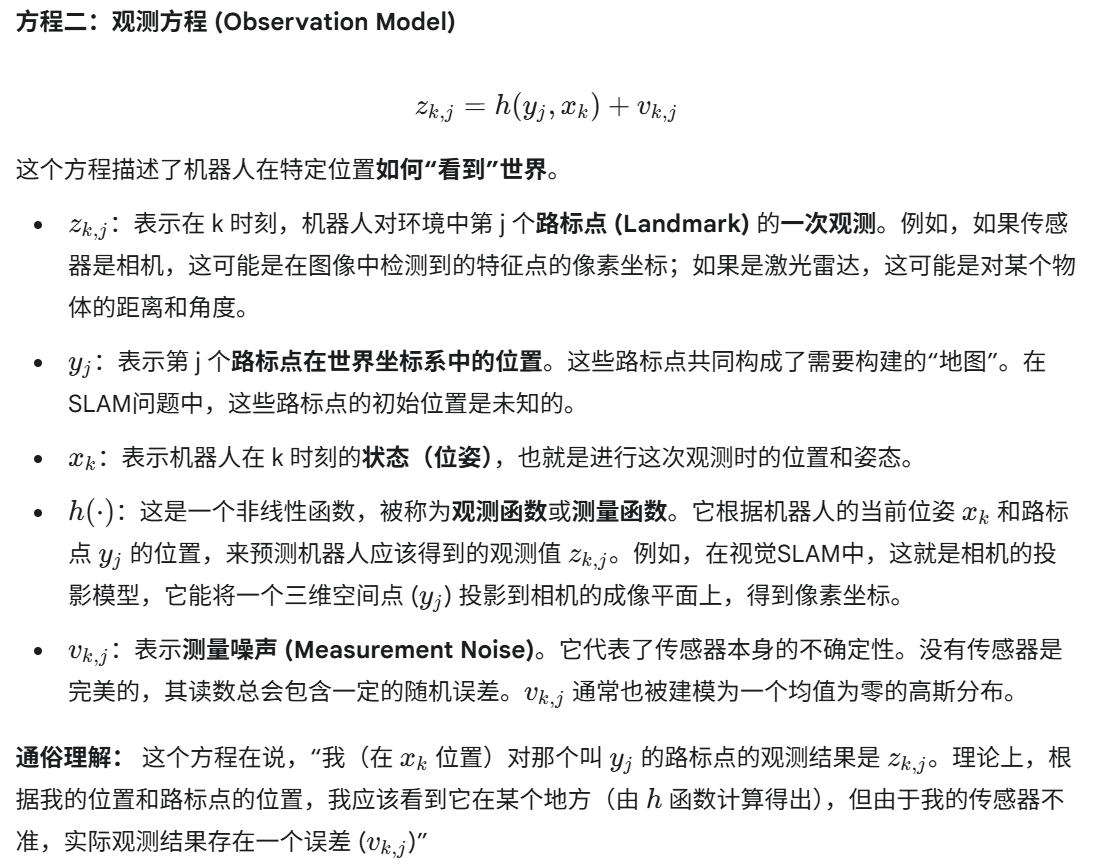 方程二：观测方程 (Observation Model)
z_{k,j} = h(y_j, x_k) + v_{k,j}
这个方程描述了机器人在特定位置如何“看到”世界。
• z_{k,j}：表示在 k 时刻，机器人对环境中第 j 个路标点 (Landmark) 的一次观测。例如，如果传感
器是相机，这可能是在图像中检测到的特征点的像素坐标；如果是激光雷达，这可能是对某个物
体的距离和角度。
• y_j：表示第 j 个路标点在世界坐标系中的位置。这些路标点共同构成了需要构建的“地图”。在
SLAM问题中，这些路标点的初始位置是未知的。
• x_k：表示机器人在 k 时刻的状态（位姿），也就是进行这次观测时的位置和姿态。
• h(·)：这是一个非线性函数，被称为观测函数或测量函数。它根据机器人的当前位姿 x_k 和路标
点 y_j 的位置，来预测机器人应该得到的观测值 z_{k,j}。例如，在视觉SLAM中，这就是相机的投
影模型，它能将一个三维空间点 (y_j) 投影到相机的成像平面上，得到像素坐标。
• v_{k,j}：表示测量噪声 (Measurement Noise)。它代表了传感器本身的不确定性。没有传感器是
完美的，其读数总会包含一定的随机误差。v_{k,j} 通常也被建模为一个均值为零的高斯分布。
通俗理解： 这个方程在说，“我（在 x_k 位置）对那个叫 y_j 的路标点的观测结果是 z_{k,j}。理论上，根
据我的位置和路标点的位置，我应该看到它在某个地方（由 h 函数计算得出），但由于我的传感器不
准，实际观测结果存在一个误差 (v_{k,j})”